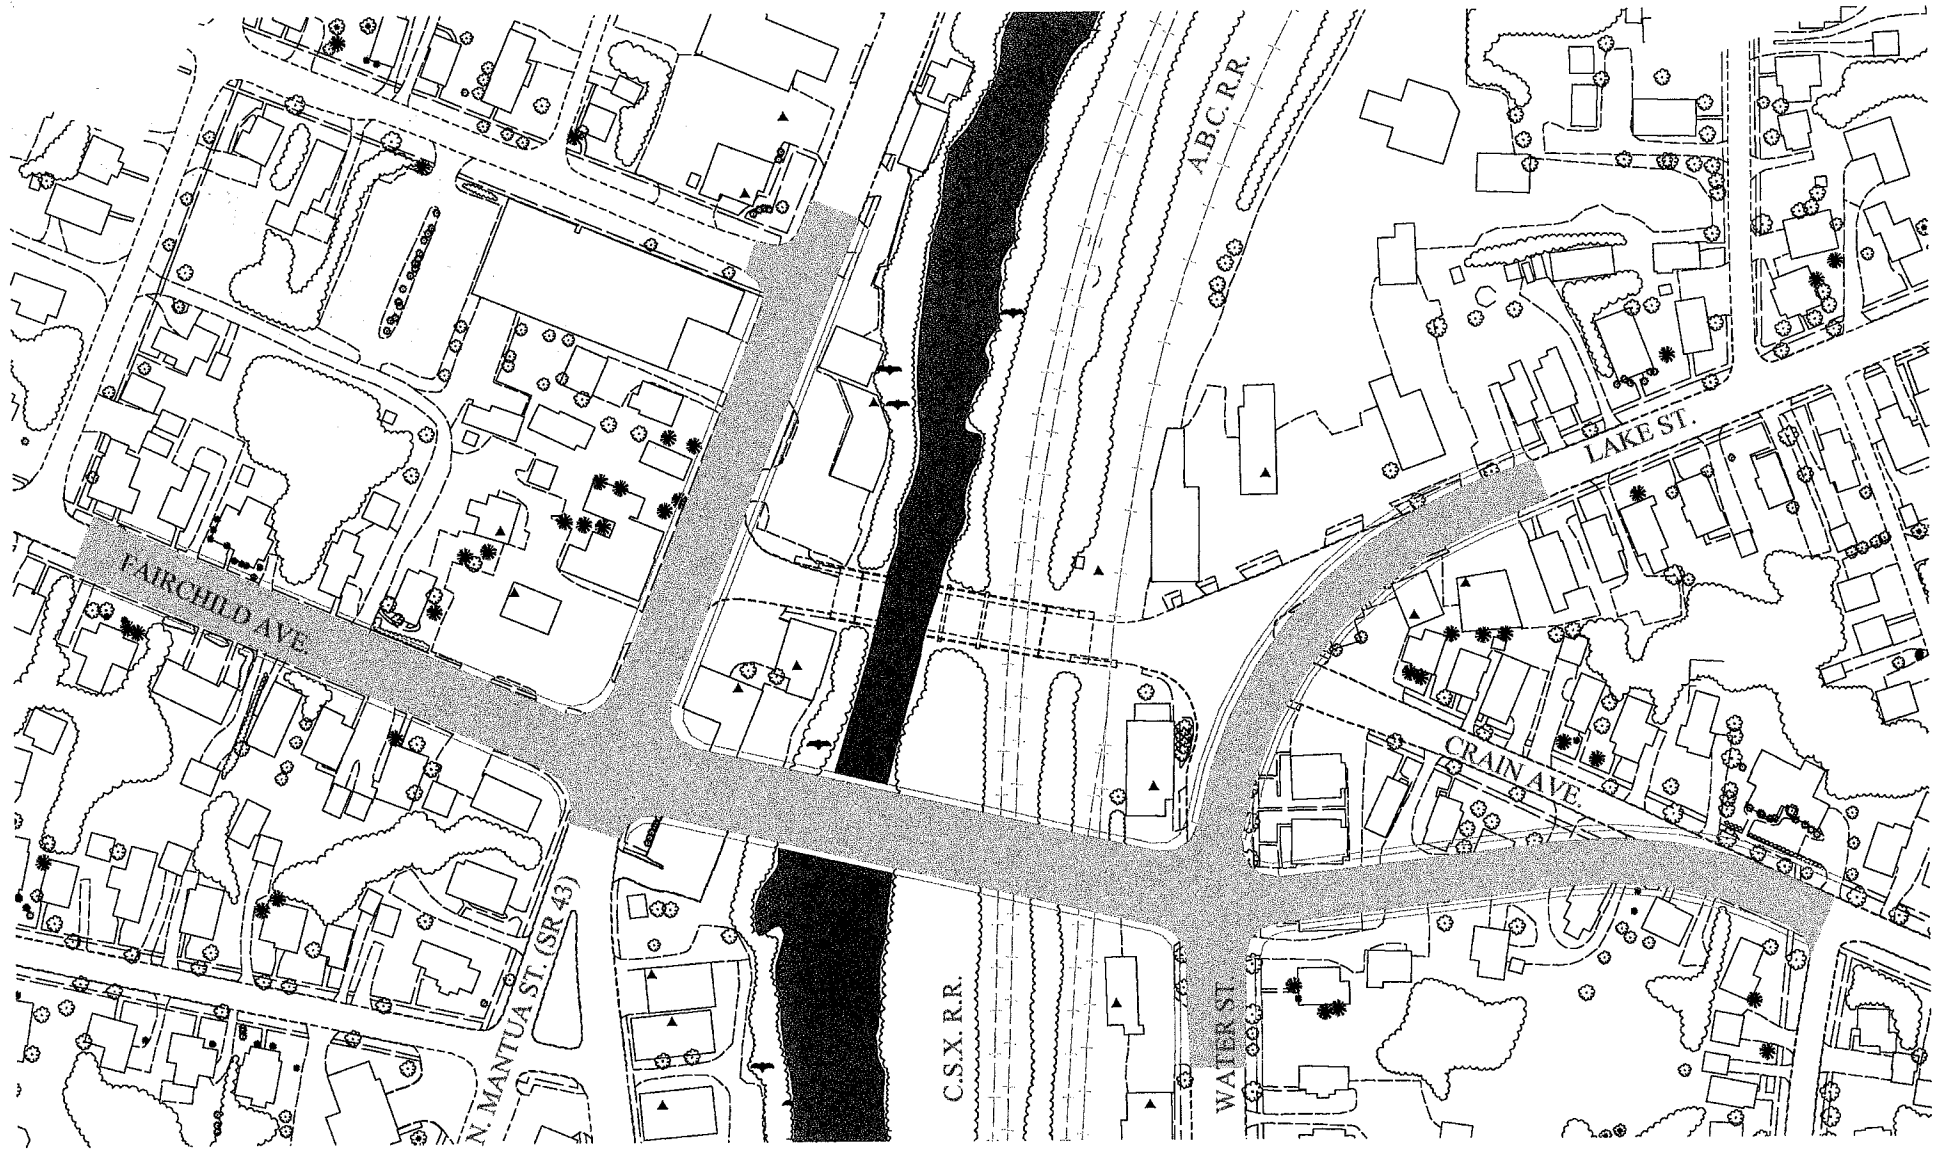 A.B.C. R.R.
LAKE ST.
FAIRCHILD AVE.
CRAIN AVE.
N. MANTUA ST. (SR 43)
C.S.X. R.R.
WATER ST.